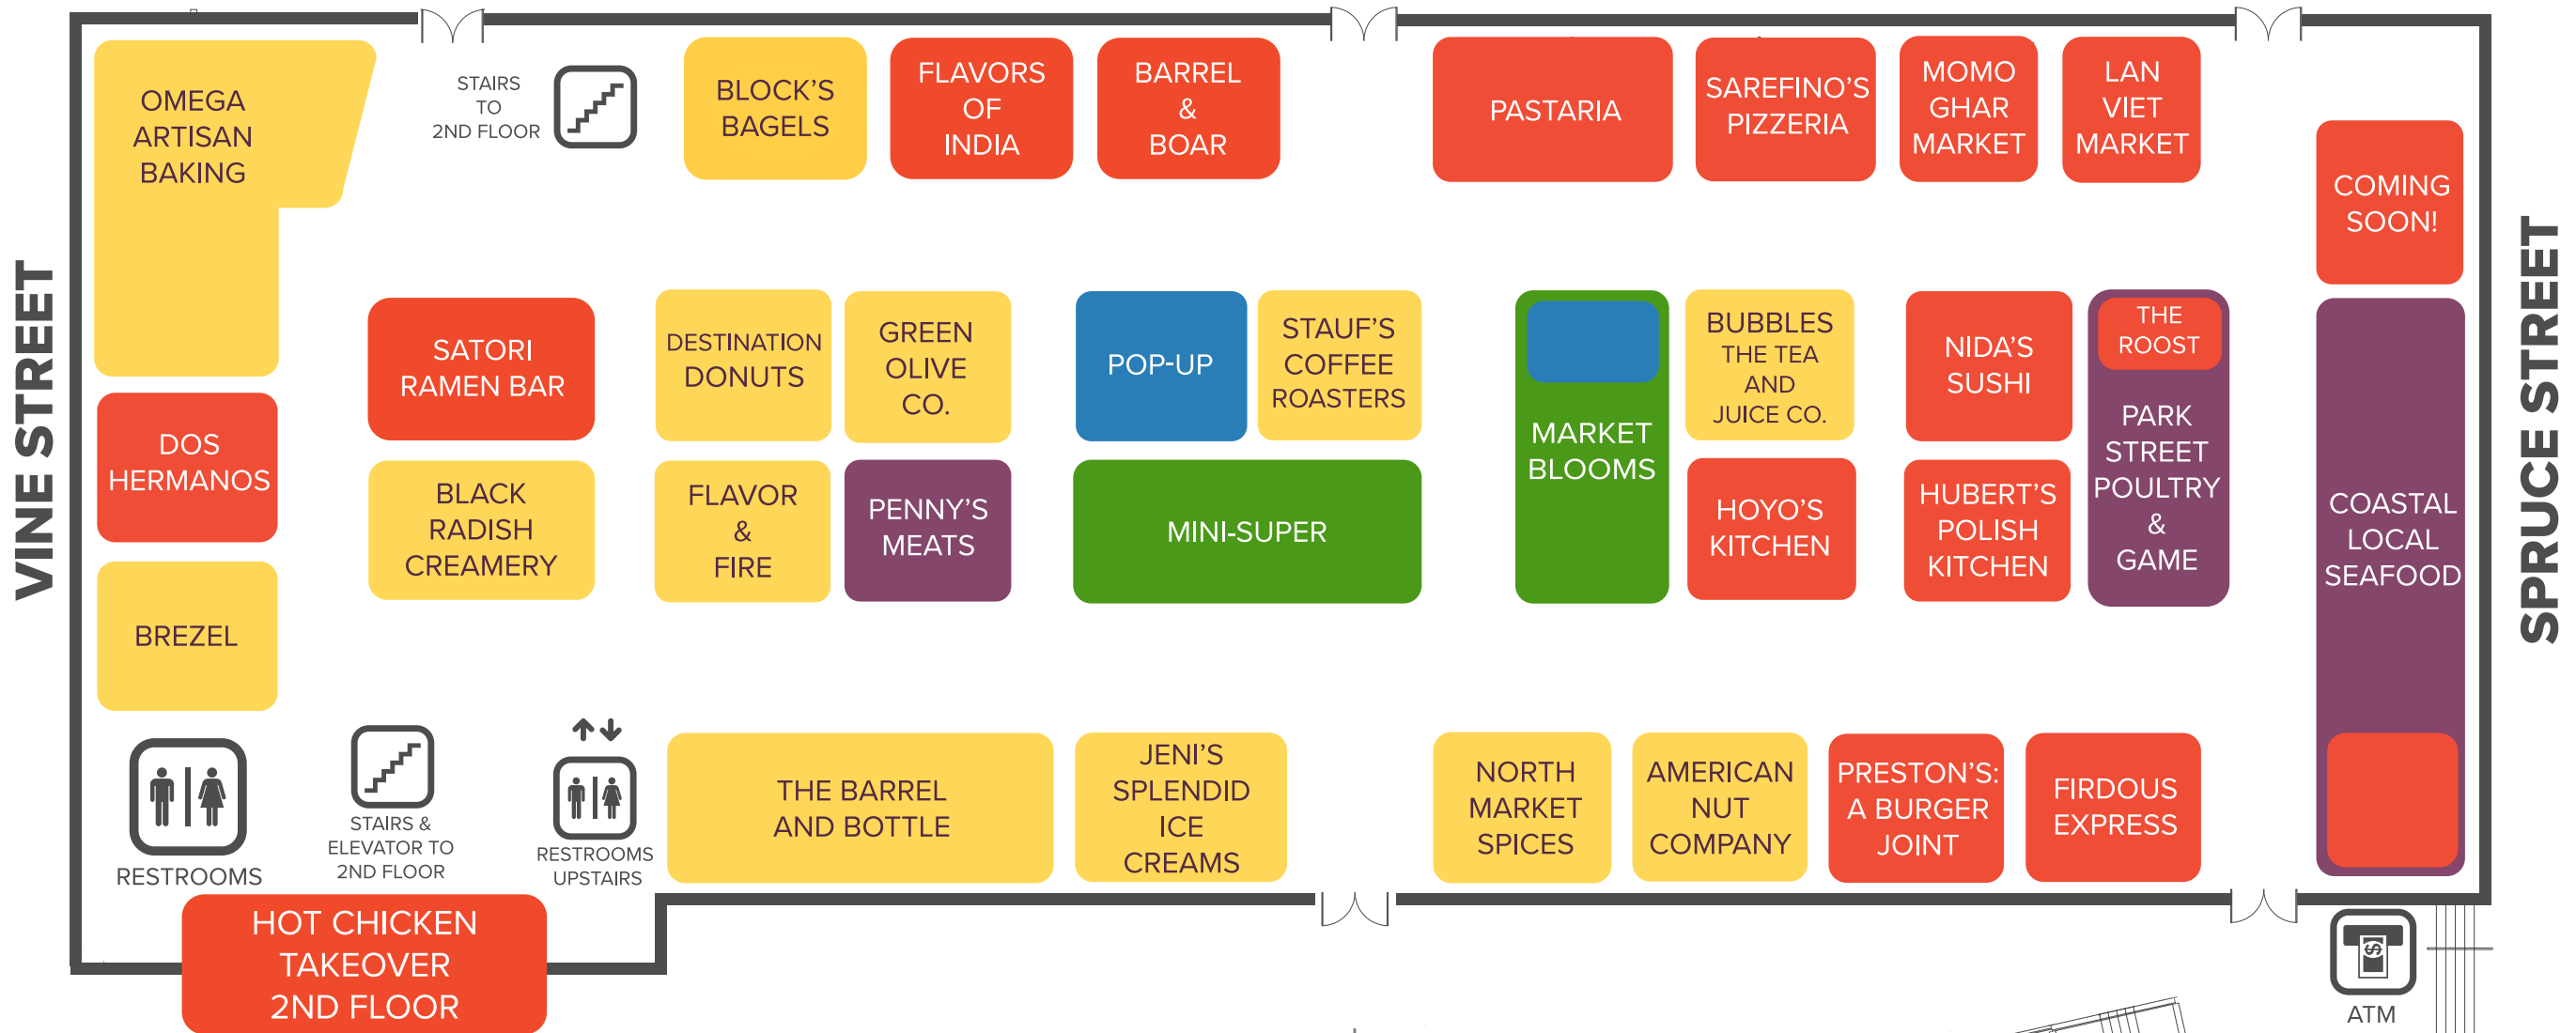 VINE STREET
OMEGA
ARTISAN
BAKING
STAIRS
TO
2ND FLOOR
BLOCK'S
BAGELS
FLAVORS
OF
INDIA
BARREL
&
BOAR
PASTARIA
SAREFINO'S
PIZZERIA
MOMO
GHAR
MARKET
LAN
VIET
MARKET
COMING
SOON!
SPRUCE STREET
DOS
HERMANOS
BREZEL
SATORI
RAMEN BAR
DESTINATION
DONUTS
GREEN
OLIVE
CO.
POP-UP
STAUF'S
COFFEE
ROASTERS
MARKET
BLOOMS
BUBBLES
THE TEA
AND
JUICE CO.
NIDA'S
SUSHI
THE
ROOST
PARK
STREET
POULTRY
&
GAME
COASTAL
LOCAL
SEAFOOD
BLACK
RADISH
CREAMERY
FLAVOR
&
FIRE
PENNY'S
MEATS
MINI-SUPER
HOYO'S
KITCHEN
HUBERT'S
POLISH
KITCHEN
RESTROOMS
STAIRS &
ELEVATOR TO
2ND FLOOR
RESTROOMS
UPSTAIRS
THE BARREL
AND BOTTLE
JENI'S
SPLENDID
ICE
CREAMS
NORTH
MARKET
SPICES
AMERICAN
NUT
COMPANY
PRESTON'S:
A BURGER
JOINT
FIRDOUS
EXPRESS
HOT CHICKEN
TAKEOVER
2ND FLOOR
$
ATM